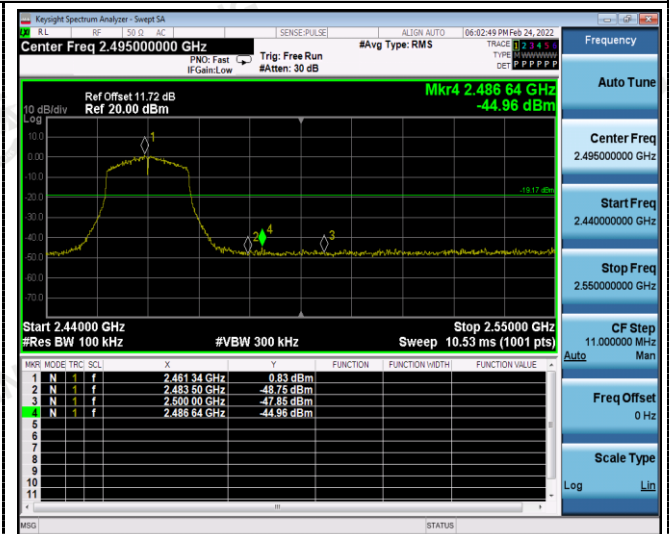 Keysight Spectrum Analyzer - Swept SA
RL RF 50 Ω AC SENSE:PULSE ALIGN AUTO 06:02:49 PM Feb 24, 2022
Center Freq 2.495000000 GHz #Avg Type: RMS TRACE 1 2 3 4 5 6
PNO: Fast Trig: Free Run TYPE M W W W W W
IFGain:Low #Atten: 30 dB DET P P P P P P
Frequency
Mkr4 2.486 64 GHz
-44.96 dBm
Ref Offset 11.72 dB
10 dB/div Ref 20.00 dBm
Log
10.0
0.00
-10.0
-20.0
-30.0
-40.0
-50.0
-60.0
-70.0
1
2
4
3
-19.17 dBm
Start 2.44000 GHz Stop 2.55000 GHz
#Res BW 100 kHz #VBW 300 kHz Sweep 10.53 ms (1001 pts)
MKR MODE TRC SCL X Y FUNCTION FUNCTION WIDTH FUNCTION VALUE
1 N 1 f 2.461 34 GHz 0.83 dBm
2 N 1 f 2.483 50 GHz -48.75 dBm
3 N 1 f 2.500 00 GHz -47.85 dBm
4 N 1 f 2.486 64 GHz -44.96 dBm
5
6
7
8
9
10
11
MSG STATUS
Auto Tune
Center Freq
2.495000000 GHz
Start Freq
2.440000000 GHz
Stop Freq
2.550000000 GHz
CF Step
11.000000 MHz
Auto Man
Freq Offset
0 Hz
Scale Type
Log Lin